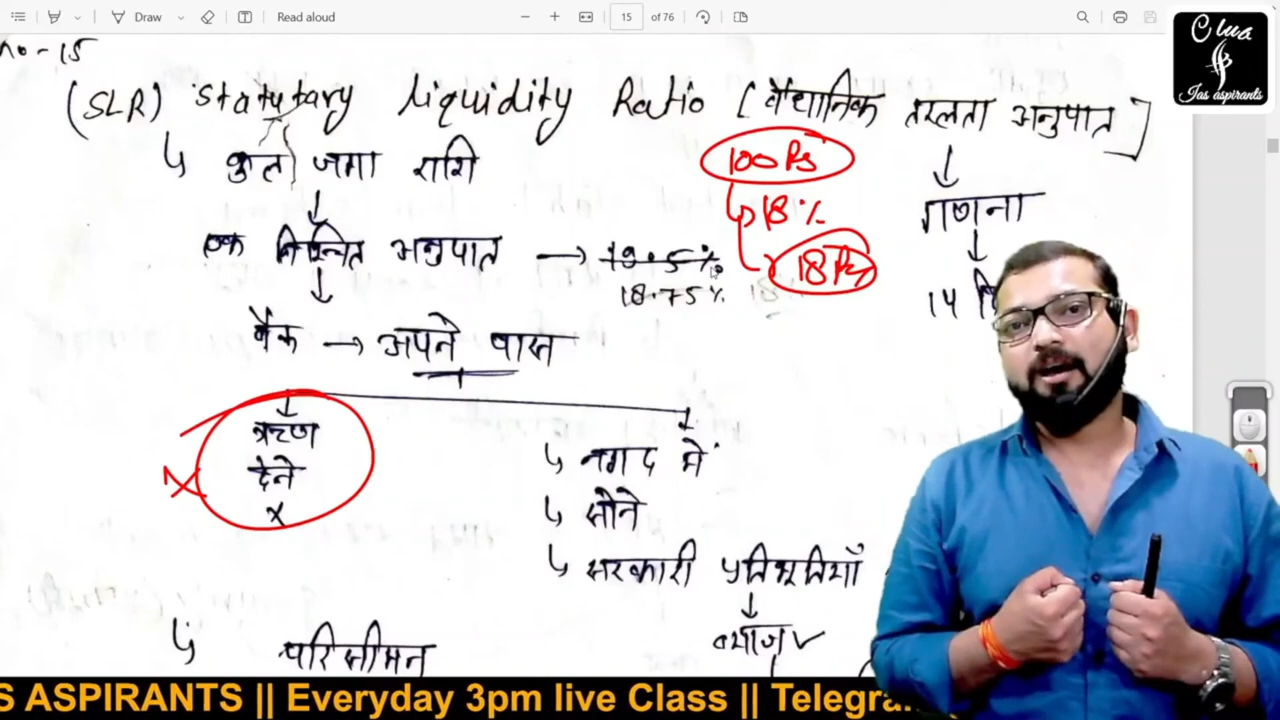 Draw
Read aloud
15 of 76
no-15
Clua
Ias aspirants
(SLR) Statutary liquidity Ratio [वैधानिक तरलता अनुपात]
↳ कुल जमा राशि
100 Rs
18%
18 Rs
गणना
एक निश्चित अनुपात → 19.5%
18.75% 18%
14
बैंक → अपने पास
ऋण
देने
x
↳ नगद में
↳ सोने
↳ सरकारी प्रतिभूतियाँ
ब्याज ✓
↳ परिसीमन
S ASPIRANTS || Everyday 3pm live Class || Telegra